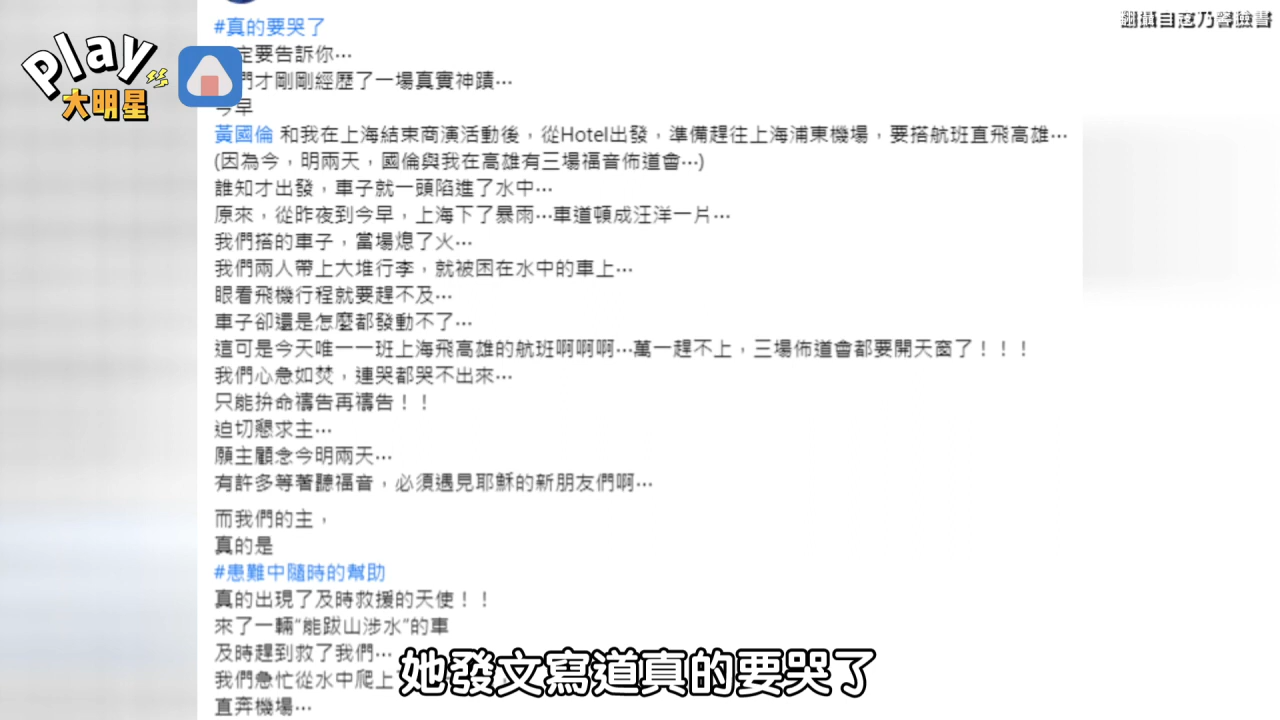 #真的要哭了
定要告訴你…
們才剛剛經歷了一場真實神蹟…
今早
黃國倫 和我在上海結束商演活動後，從Hotel出發，準備趕往上海浦東機場，要搭航班直飛高雄…
(因為今，明兩天，國倫與我在高雄有三場福音佈道會…)
誰知才出發，車子就一頭陷進了水中…
原來，從昨夜到今早，上海下了暴雨…車道頓成汪洋一片…
我們搭的車子，當場熄了火…
我們兩人帶上大堆行李，就被困在水中的車上…
眼看飛機行程就要趕不及…
車子卻還是怎麼都發動不了…
這可是今天唯一一班上海飛高雄的航班啊啊啊…萬一趕不上，三場佈道會都要開天窗了！！！
我們心急如焚，連哭都哭不出來…
只能拚命禱告再禱告！！
迫切懇求主…
願主顧念今明兩天…
有許多等著聽福音，必須遇見耶穌的新朋友們啊…
而我們的主，
真的是
#患難中隨時的幫助
真的出現了及時救援的天使！！
來了一輛“能跋山涉水”的車
及時趕到救了我們…
我們急忙從水中爬上
直奔機場…
play
大明星
翻攝自寇乃馨臉書
她發文寫道真的要哭了